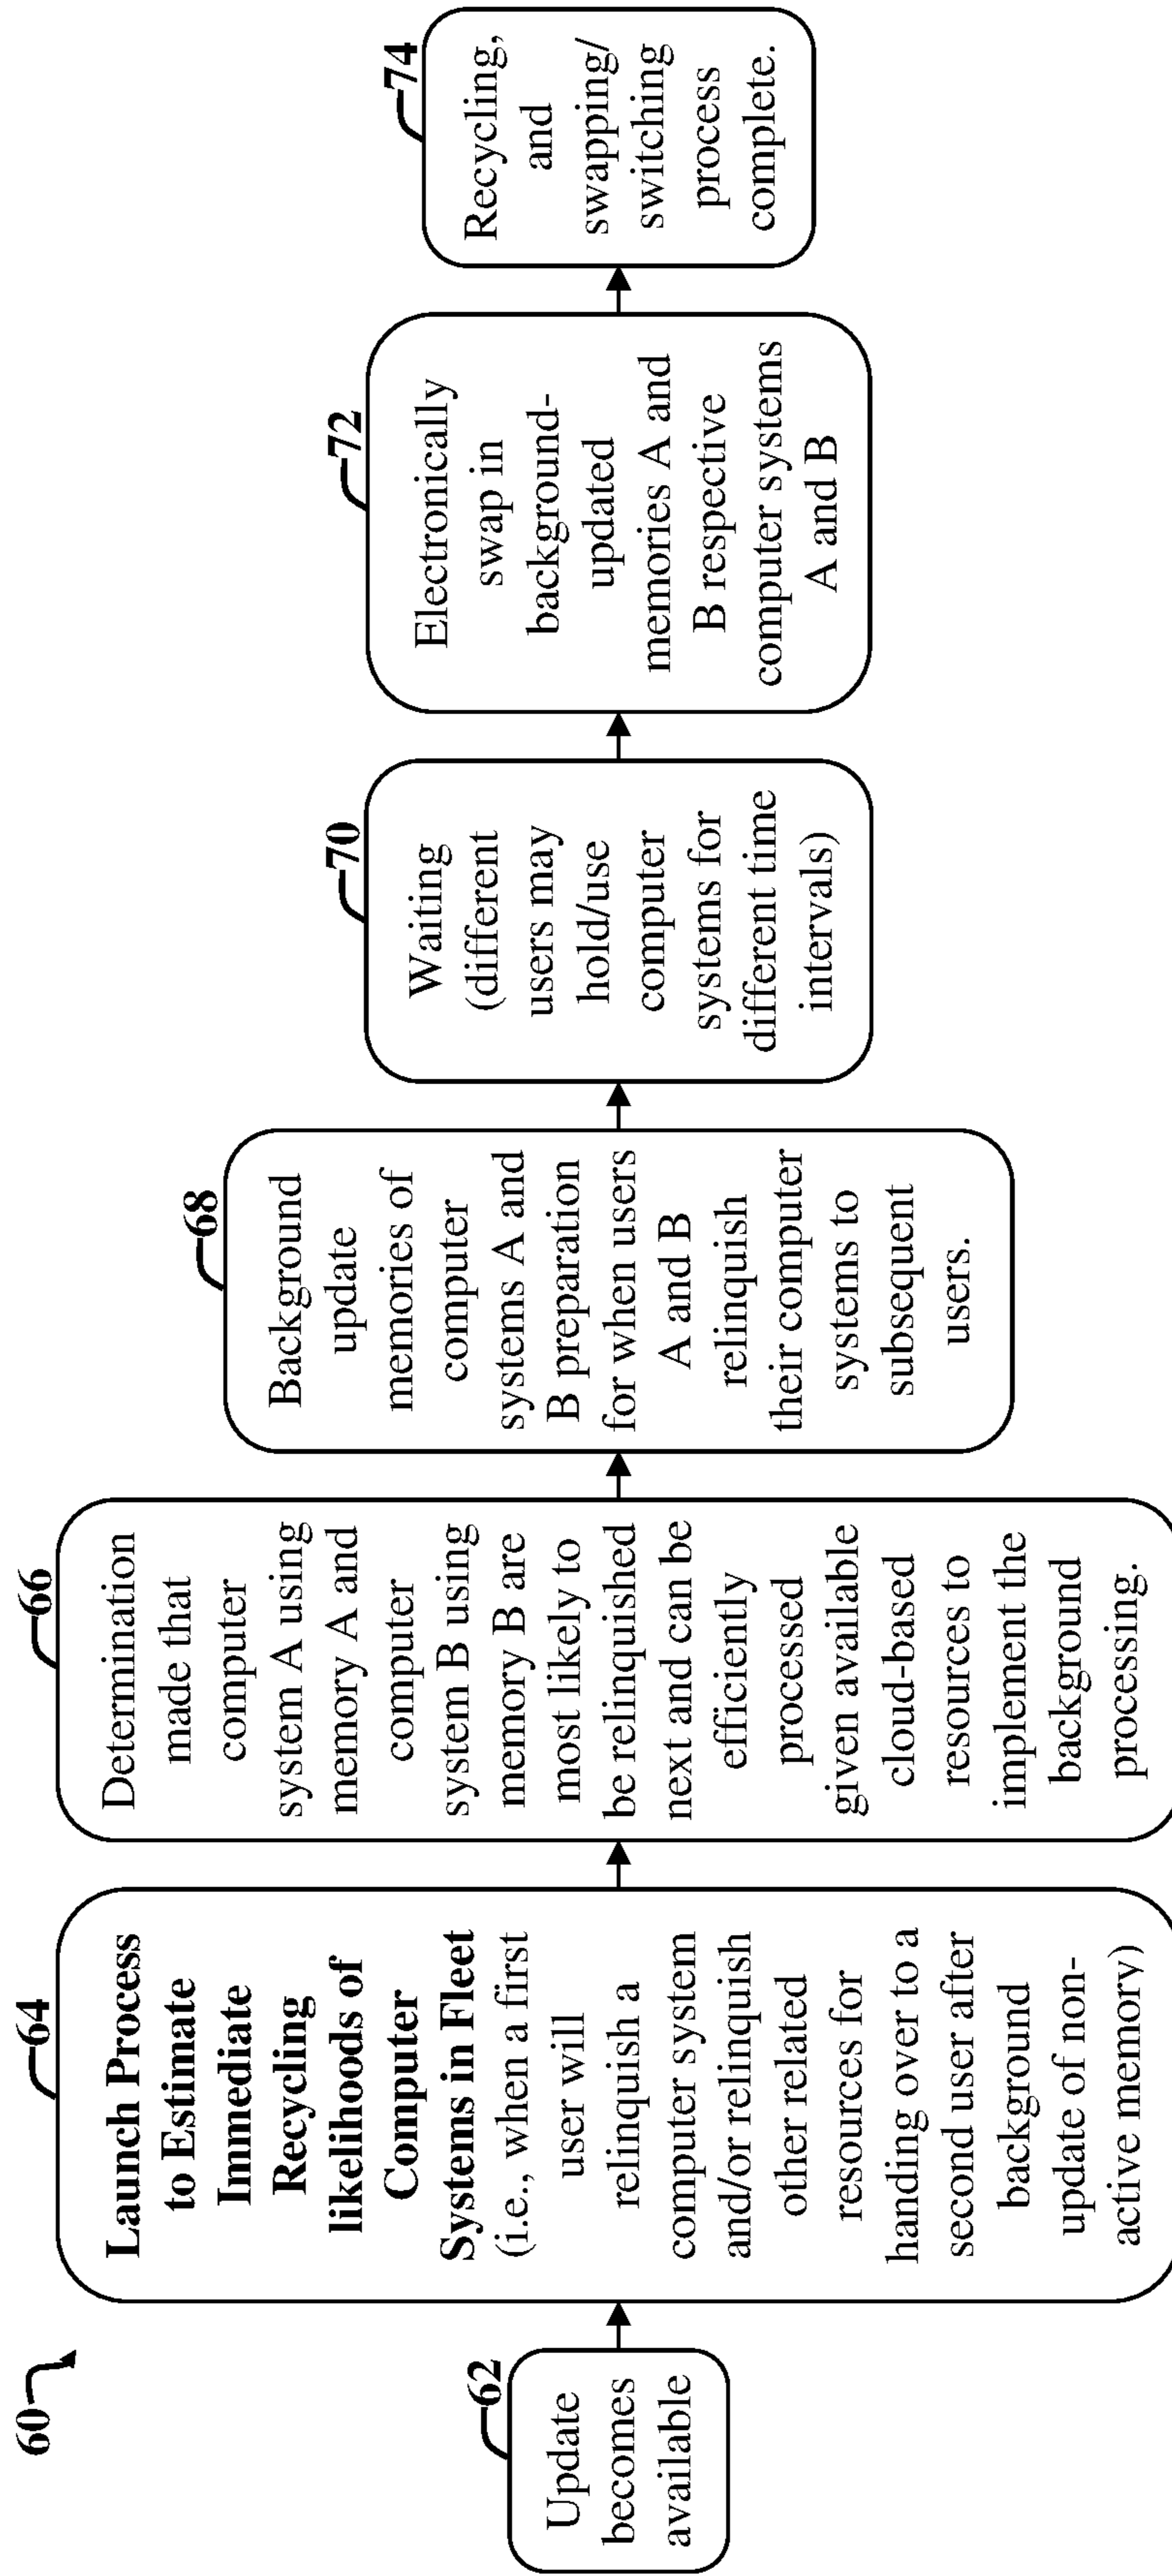 60
62
Update
becomes
available
64
Launch Process
to Estimate
Immediate
Recycling
likelihoods of
Computer
Systems in Fleet
(i.e., when a first
user will
relinquish a
computer system
and/or relinquish
other related
resources for
handing over to a
second user after
background
update of non-
active memory)
66
Determination
made that
computer
system A using
memory A and
computer
system B using
memory B are
most likely to
be relinquished
next and can be
efficiently
processed
given available
cloud-based
resources to
implement the
background
processing.
68
Background
update
memories of
computer
systems A and
B preparation
for when users
A and B
relinquish
their computer
systems to
subsequent
users.
70
Waiting
(different
users may
hold/use
computer
systems for
different time
intervals)
72
Electronically
swap in
background-
updated
memories A and
B respective
computer systems
A and B
74
Recycling,
and
swapping/
switching
process
complete.